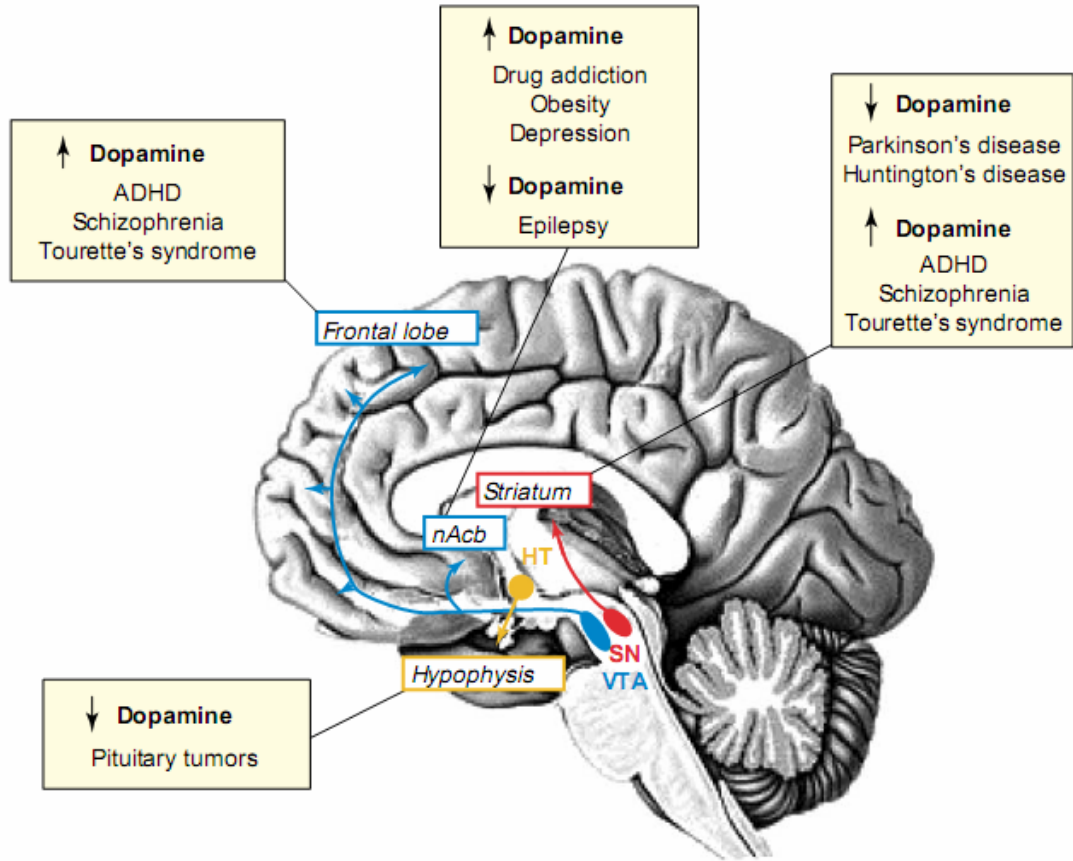 ↑ Dopamine
Drug addiction
Obesity
Depression
↓ Dopamine
Epilepsy
↓ Dopamine
Parkinson's disease
Huntington's disease
↑ Dopamine
ADHD
Schizophrenia
Tourette's syndrome
↑ Dopamine
ADHD
Schizophrenia
Tourette's syndrome
Frontal lobe
Striatum
nAcb
HT
SN
VTA
Hypophysis
↓ Dopamine
Pituitary tumors